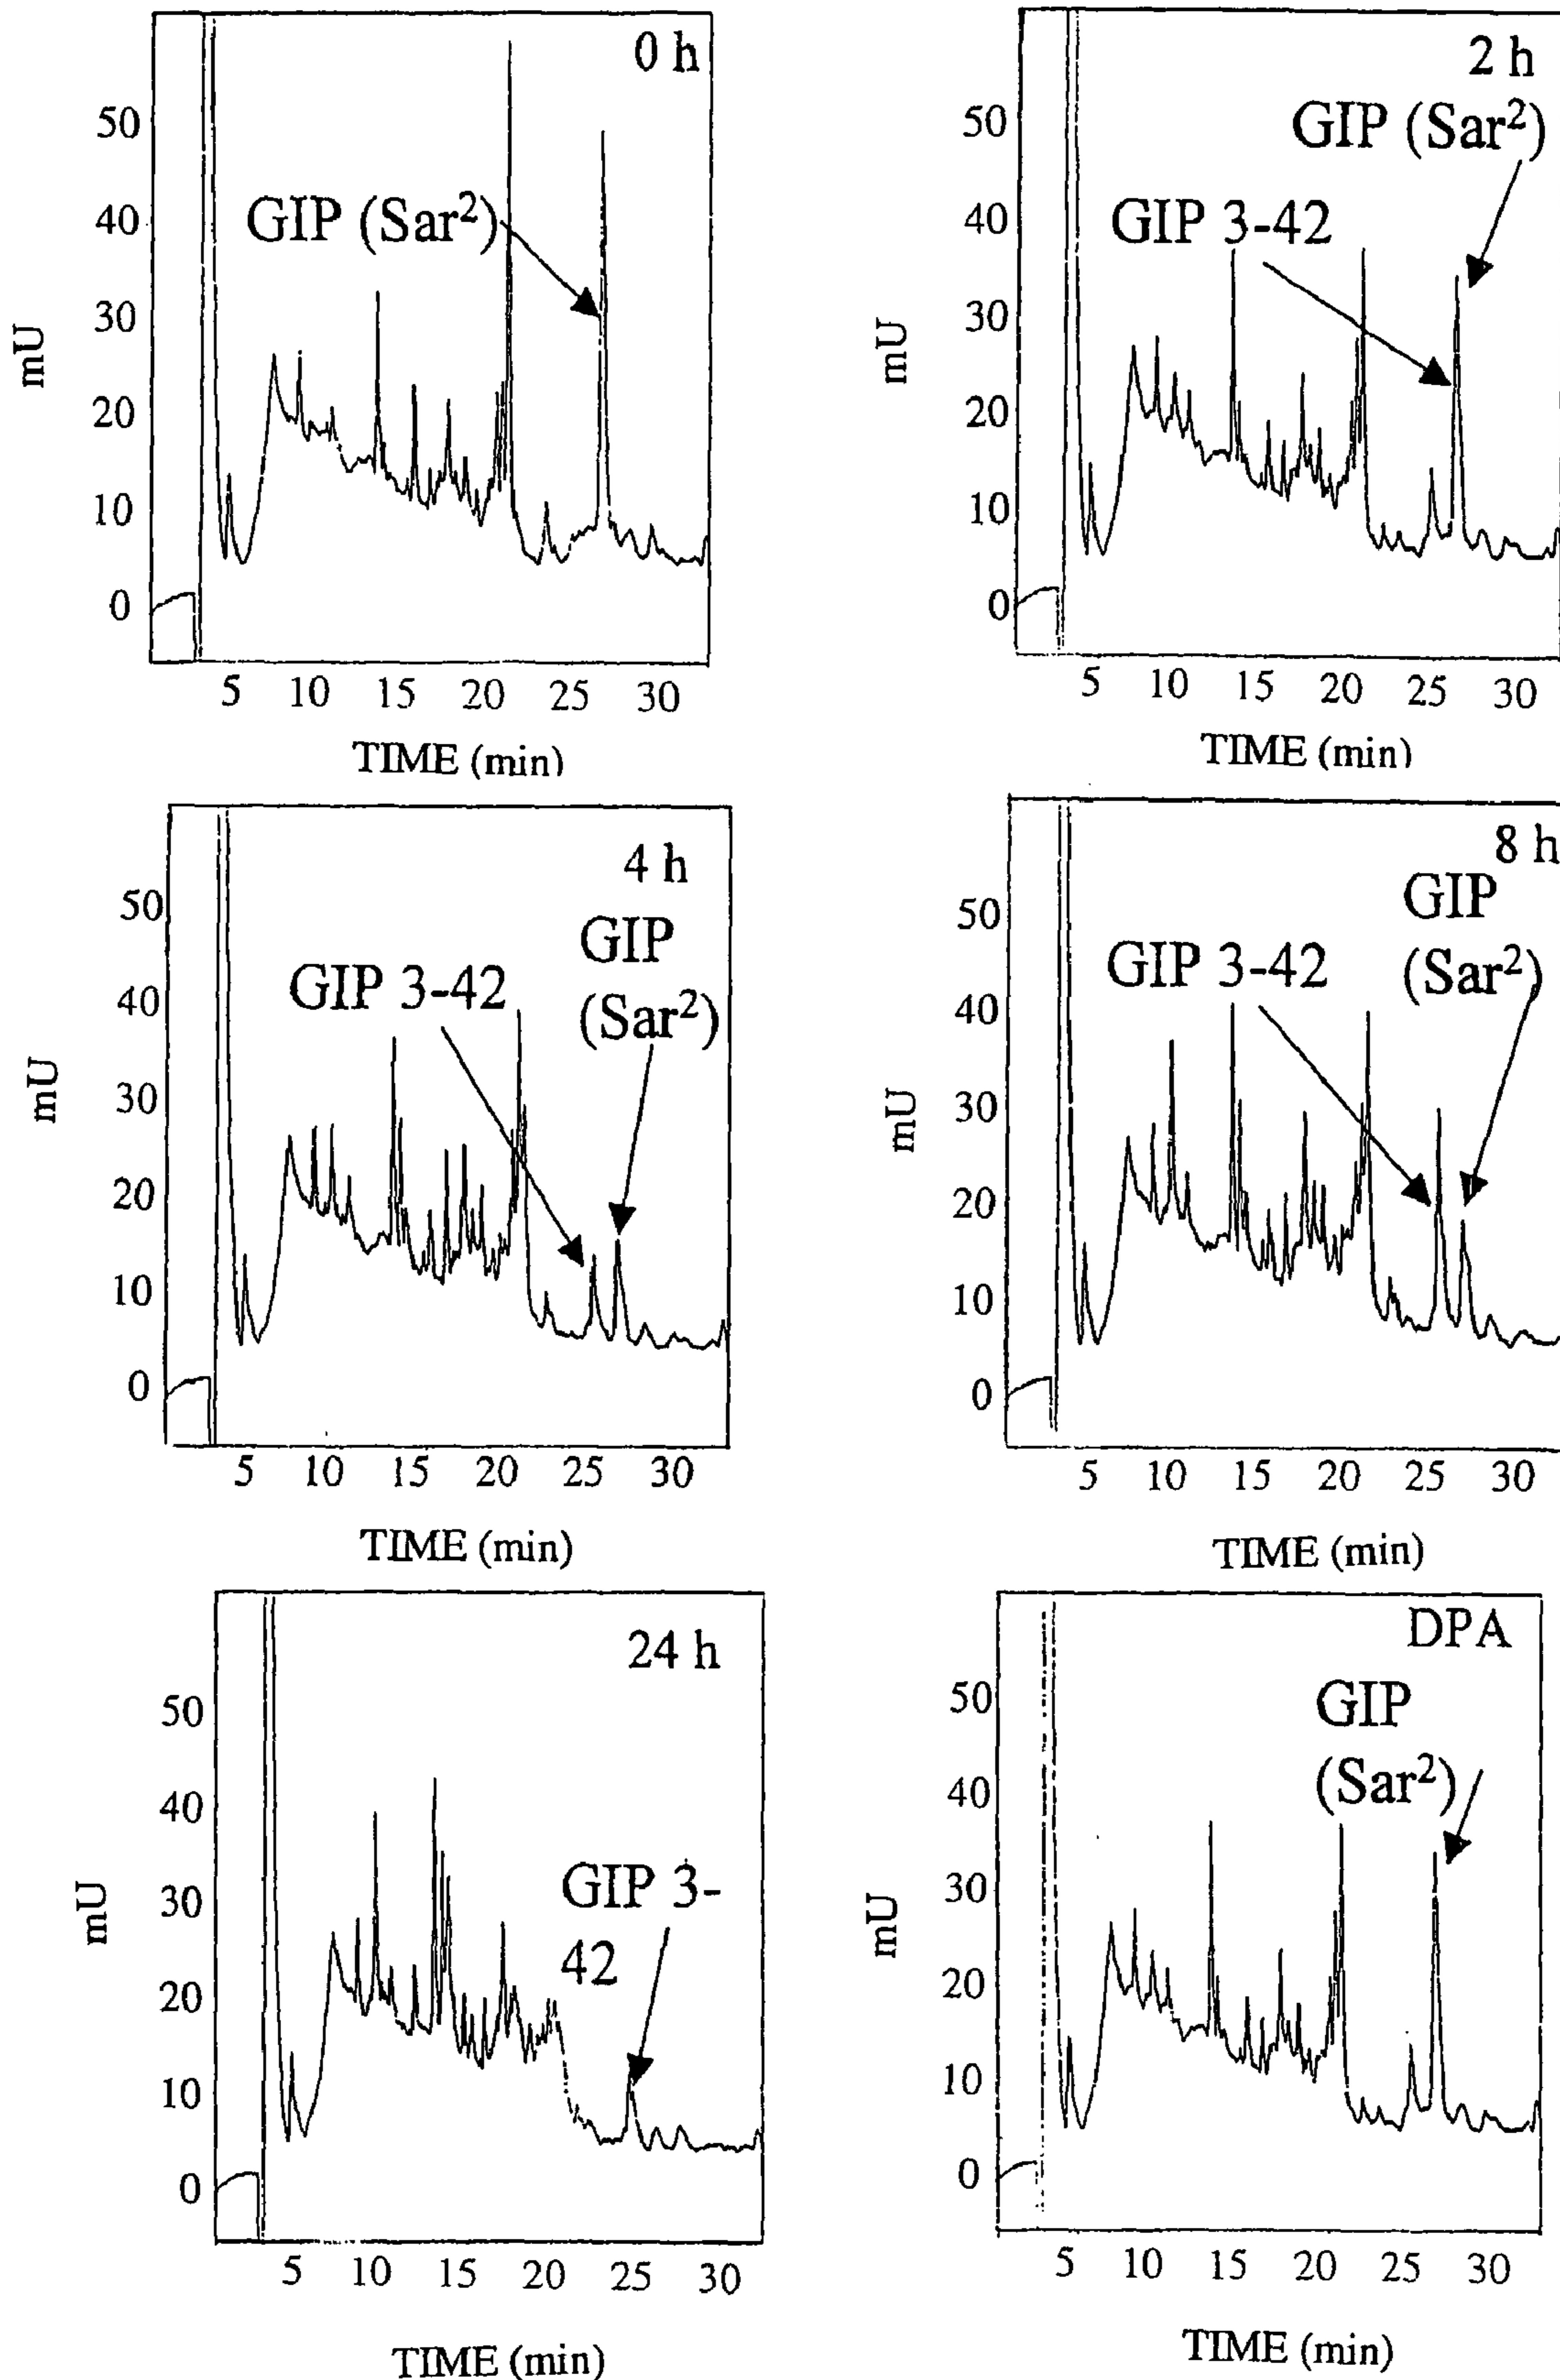 0 h
GIP (Sar²)
50
40
30
20
10
0
mU
5 10 15 20 25 30
TIME (min)
2 h
GIP (Sar²)
GIP 3-42
50
40
30
20
10
0
mU
5 10 15 20 25 30
TIME (min)
4 h
GIP
(Sar²)
GIP 3-42
50
40
30
20
10
0
mU
5 10 15 20 25 30
TIME (min)
8 h
GIP
(Sar²)
GIP 3-42
50
40
30
20
10
0
mU
5 10 15 20 25 30
TIME (min)
24 h
GIP 3-
42
50
40
30
20
10
0
mU
5 10 15 20 25 30
TIME (min)
DPA
GIP
(Sar²)
50
40
30
20
10
0
mU
5 10 15 20 25 30
TIME (min)